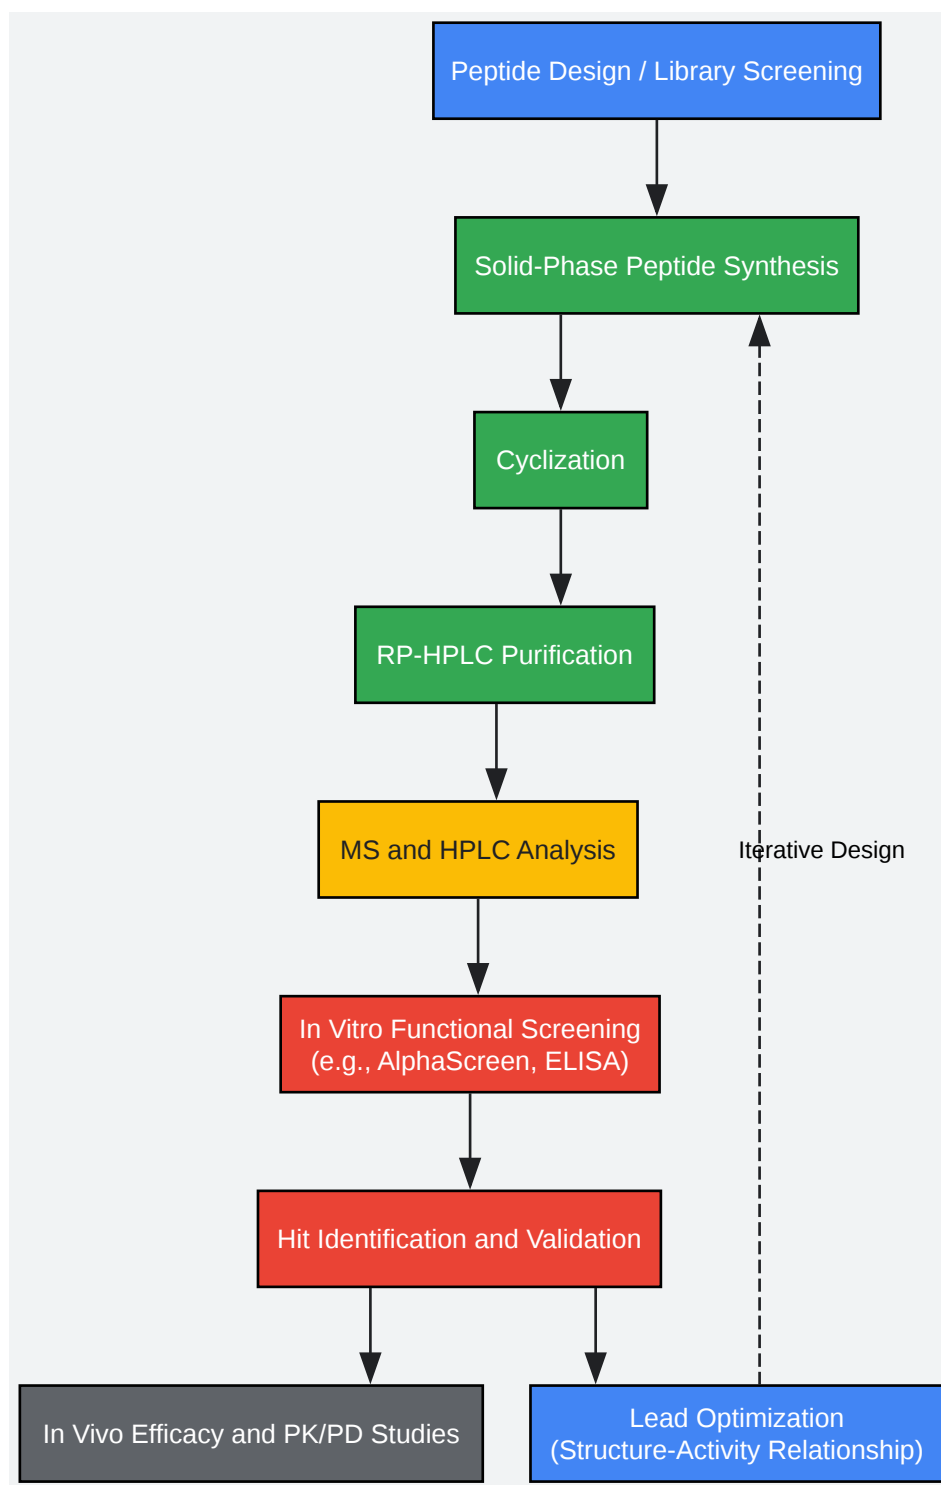 Peptide Design / Library Screening
Solid-Phase Peptide Synthesis
Cyclization
RP-HPLC Purification
MS and HPLC Analysis
Iterative Design
In Vitro Functional Screening
(e.g., AlphaScreen, ELISA)
Hit Identification and Validation
In Vivo Efficacy and PK/PD Studies
Lead Optimization
(Structure-Activity Relationship)